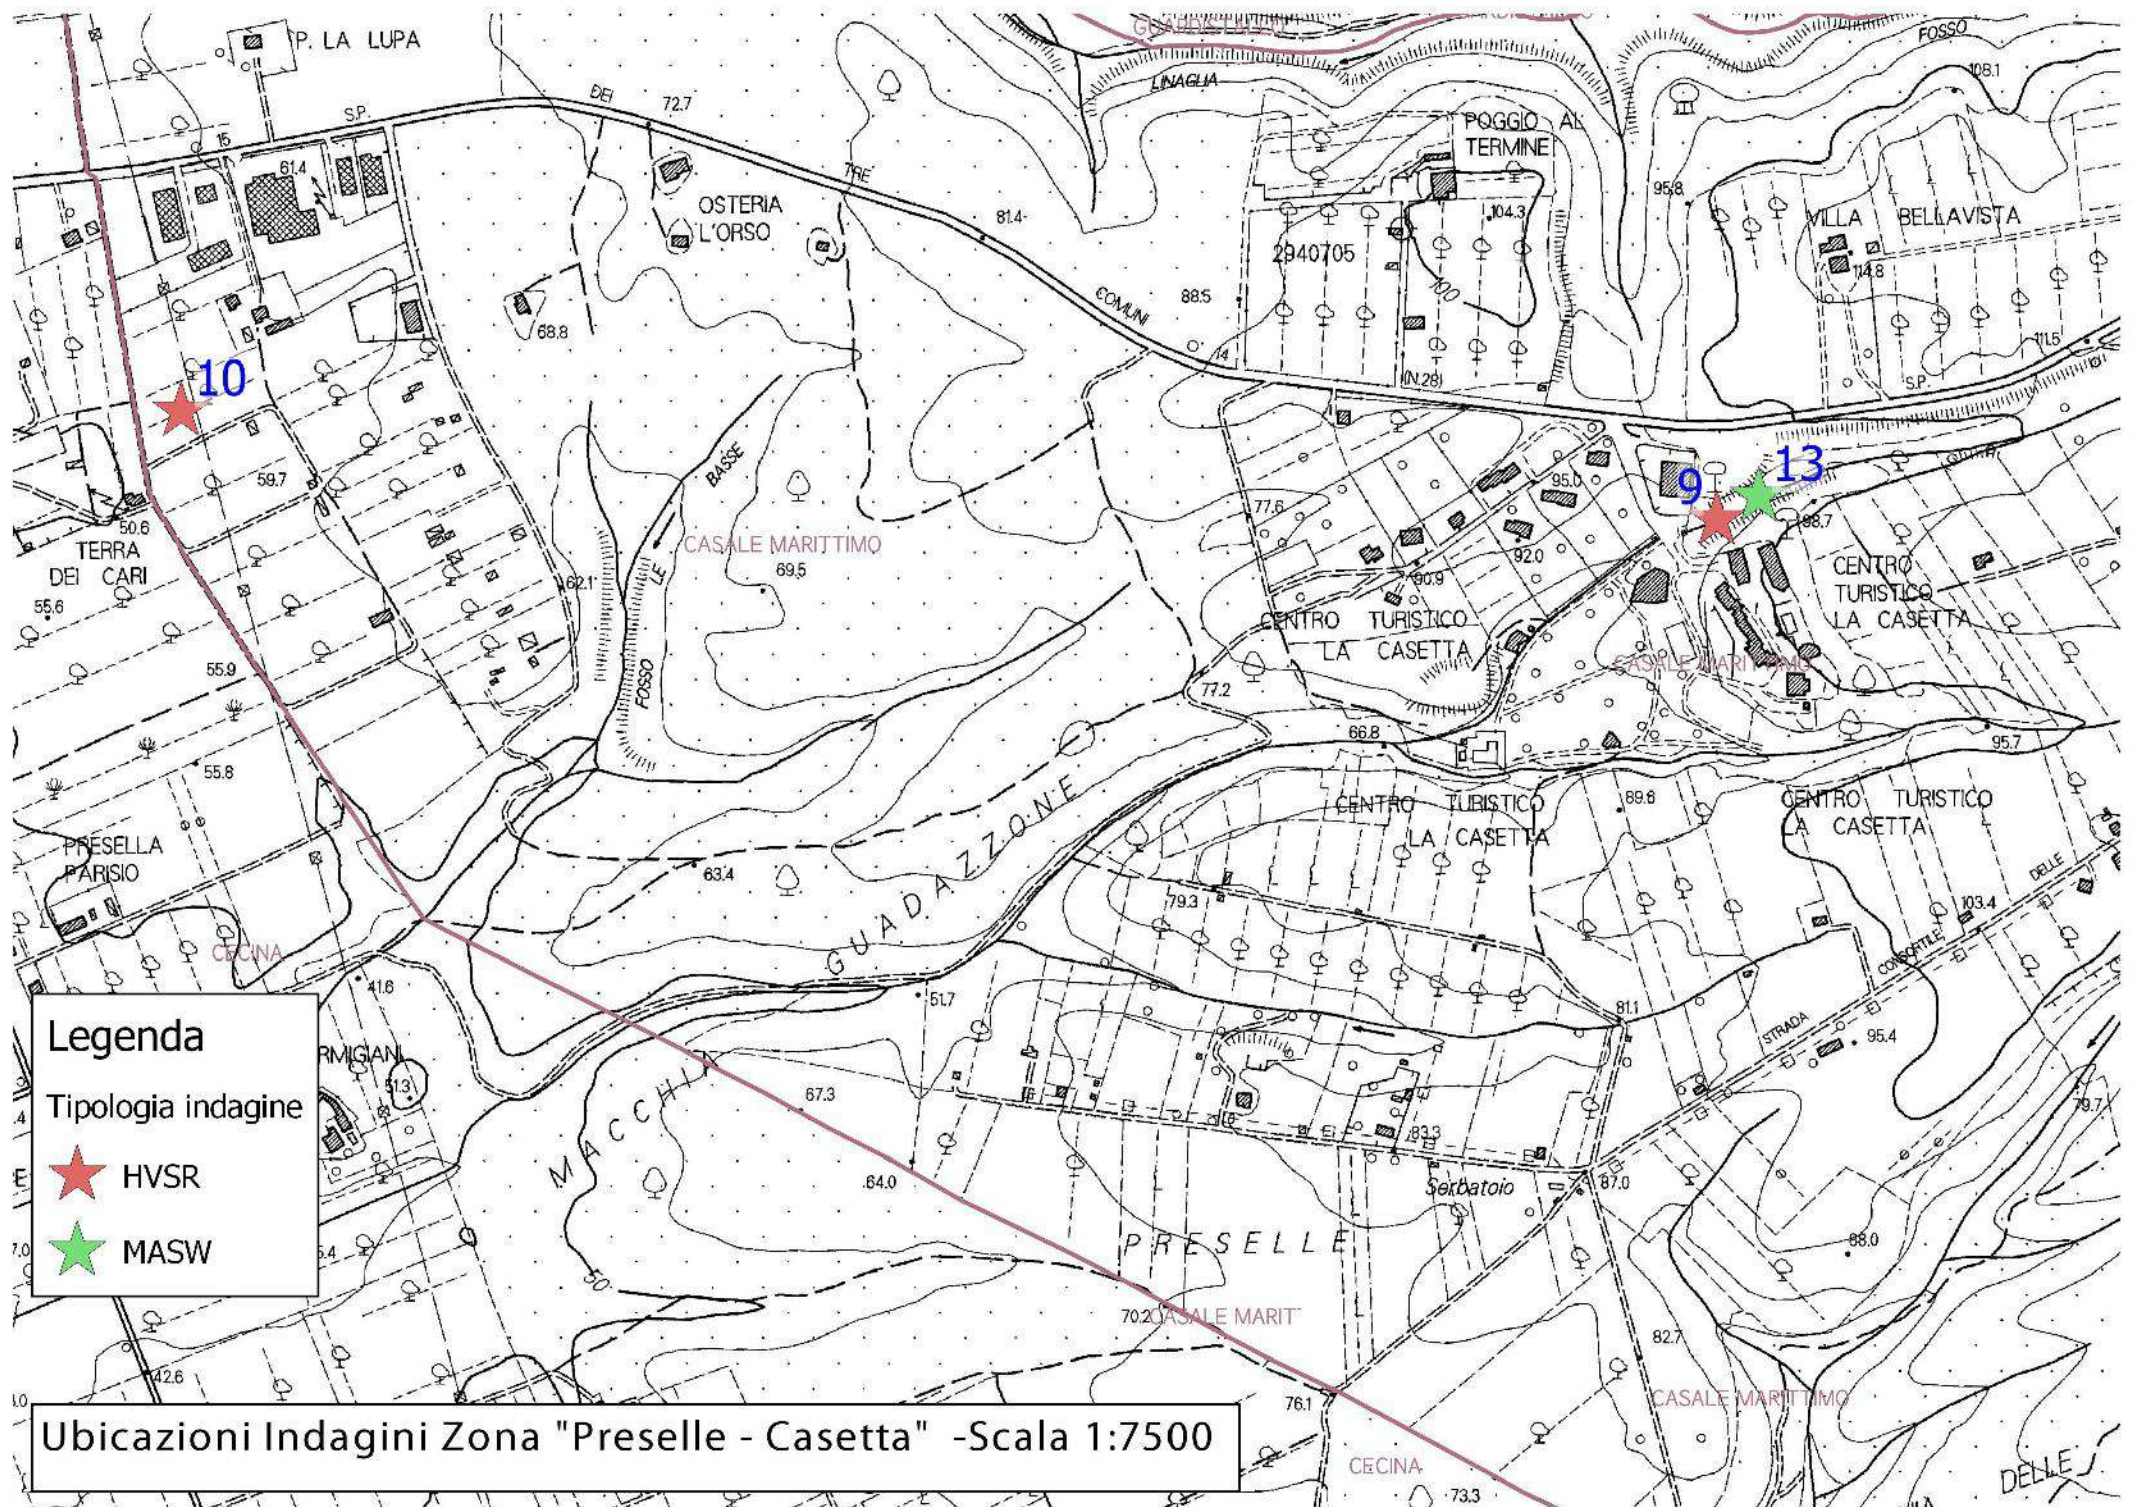 GUARDISTALLO
P. LA LUPA
FOSSO
LINAGLIA
108.1
DEI
72.7
S.P.
15
61.4
TRE
POGGIO AL
TERMINE
95.8
OSTERIA
L'ORSO
81.4
104.3
VILLA BELLAVISTA
2940705
114.8
100
88.5
COMUNI
68.8
14
111.5
(N.28)
S.P.
10
BASSE
13
9
59.7
95.0
77.6
50.6
98.7
TERRA
DEI CARI
CASALE MARITTIMO
92.0
69.5
LE
90.9
62.1
CENTRO
TURISTICO
LA CASETTA
55.6
CENTRO TURISTICO
LA CASETTA
CASALE MARITTIMO
55.9
FOSSO
77.2
66.8
95.7
55.8
89.6
CENTRO TURISTICO
LA CASETTA
CENTRO TURISTICO
LA CASETTA
PRESELLA
PARISIO
63.4
GUADAZZONE
79.3
DELLE
103.4
CONSORTILE
CECINA
41.6
51.7
81.1
STRADA
95.4
Legenda
RMIGIANI
51.3
Tipologia indagine
67.3
MACCHIA
83.3
79.7
HVSR
64.0
Serbatoio
87.0
MASW
PRESELLE
88.0
50
70.2
CASALE MARIT
82.7
42.6
76.1
CASALE MARITTIMO
Ubicazioni Indagini Zona "Preselle - Casetta" -Scala 1:7500
CECINA
73.3
DELLE